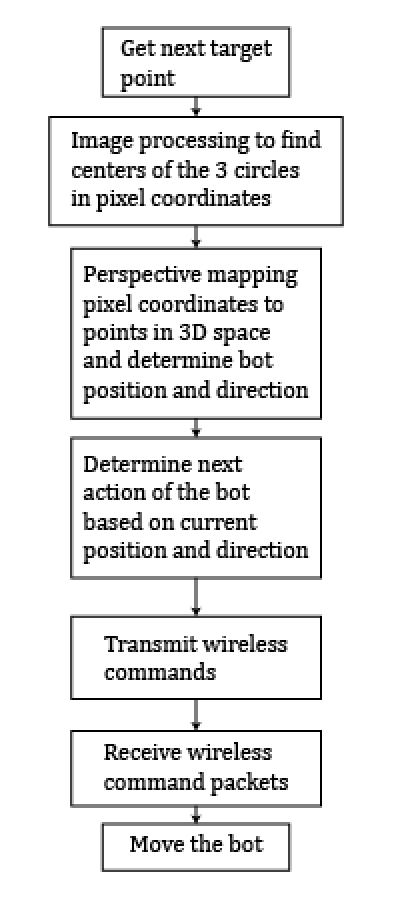 Get next target
point
Image processing to find
centers of the 3 circles
in pixel coordinates
Perspective mapping
pixel coordinates to
points in 3D space
and determine bot
position and direction
Determine next
action of the bot
based on current
position and direction
Transmit wireless
commands
Receive wireless
command packets
Move the bot